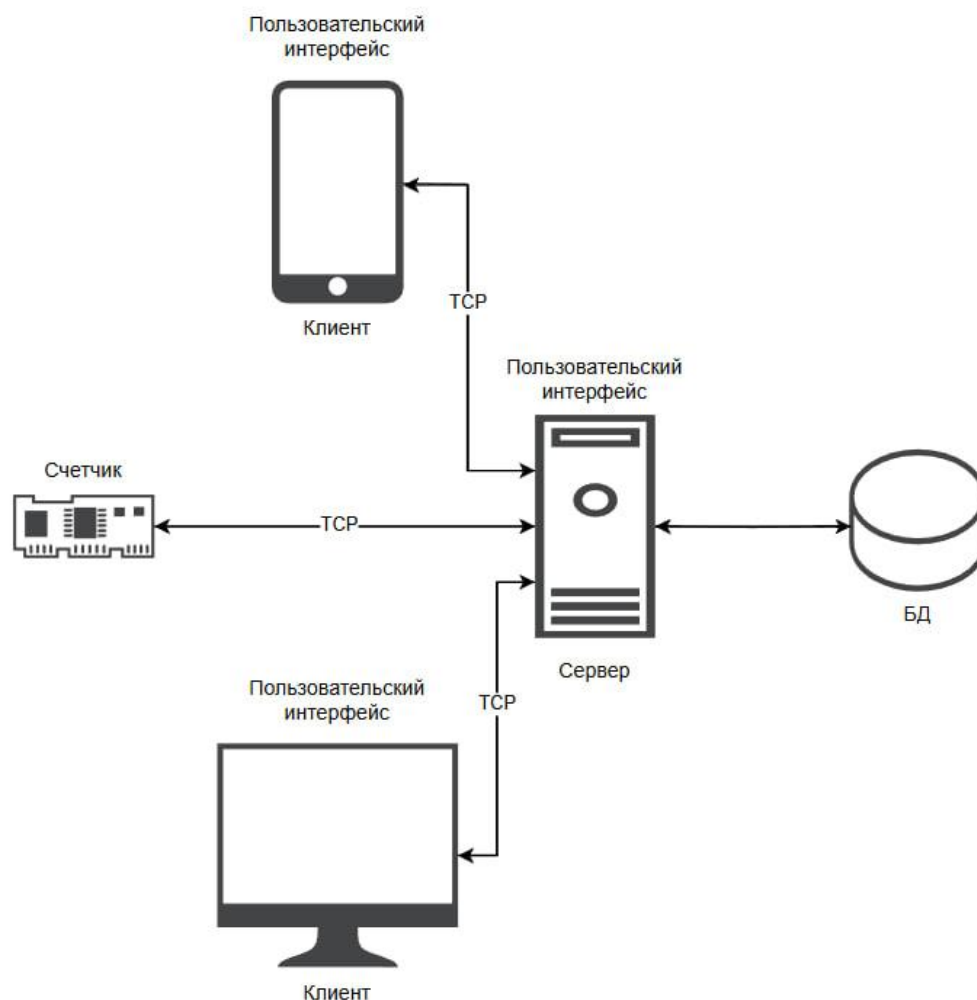 Пользовательский
интерфейс
Клиент
TCP
Пользовательский
интерфейс
Счетчик
TCP
БД
Сервер
Пользовательский
интерфейс
TCP
Клиент